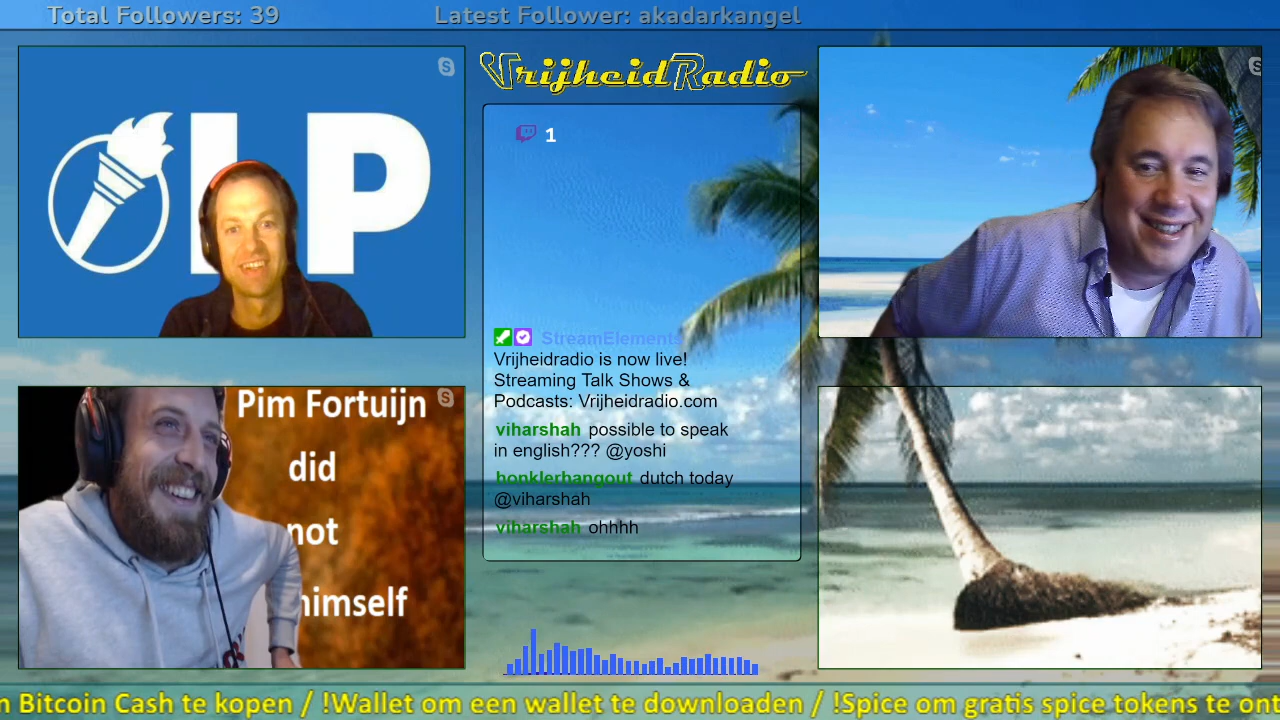 Total Followers: 39
Latest Follower: akadarkangel
LP
VrijheidRadio
1
StreamElements
Vrijheidradio is now live!
Streaming Talk Shows &
Podcasts: Vrijheidradio.com
viharshah possible to speak
in english??? @yoshi
honklerhangout dutch today
@viharshah
viharshah ohhhh
Pim Fortuijn
did
not
himself
n Bitcoin Cash te kopen / !Wallet om een wallet te downloaden / !Spice om gratis spice tokens te ont